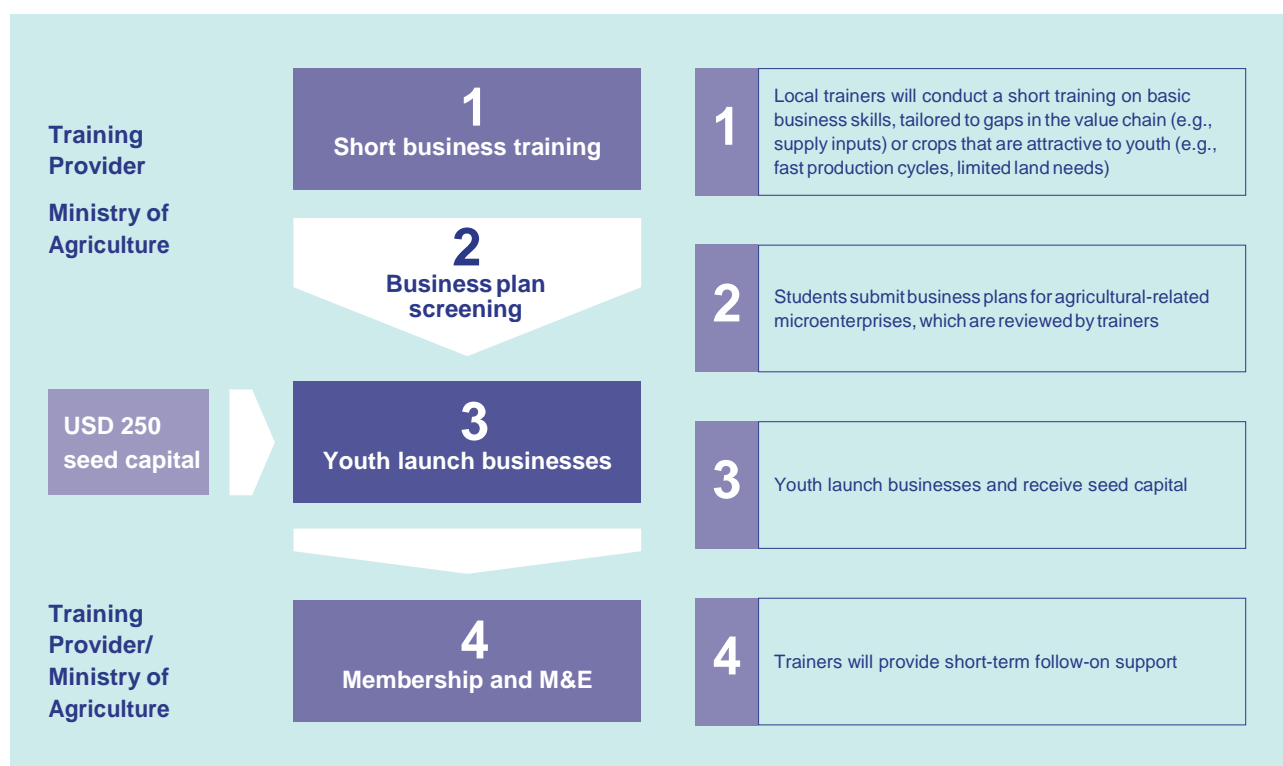 Training
Provider
Ministry of
Agriculture
1
Short business training
2
Business plan
screening
USD 250
seed capital
3
Youth launch businesses
Training
Provider/
Ministry of
Agriculture
4
Membership and M&E
1
Local trainers will conduct a short training on basic
business skills, tailored to gaps in the value chain (e.g.,
supply inputs) or crops that are attractive to youth (e.g.,
fast production cycles, limited land needs)
2
Students submit business plans for agricultural-related
microenterprises, which are reviewed by trainers
3
Youth launch businesses and receive seed capital
4
Trainers will provide short-term follow-on support